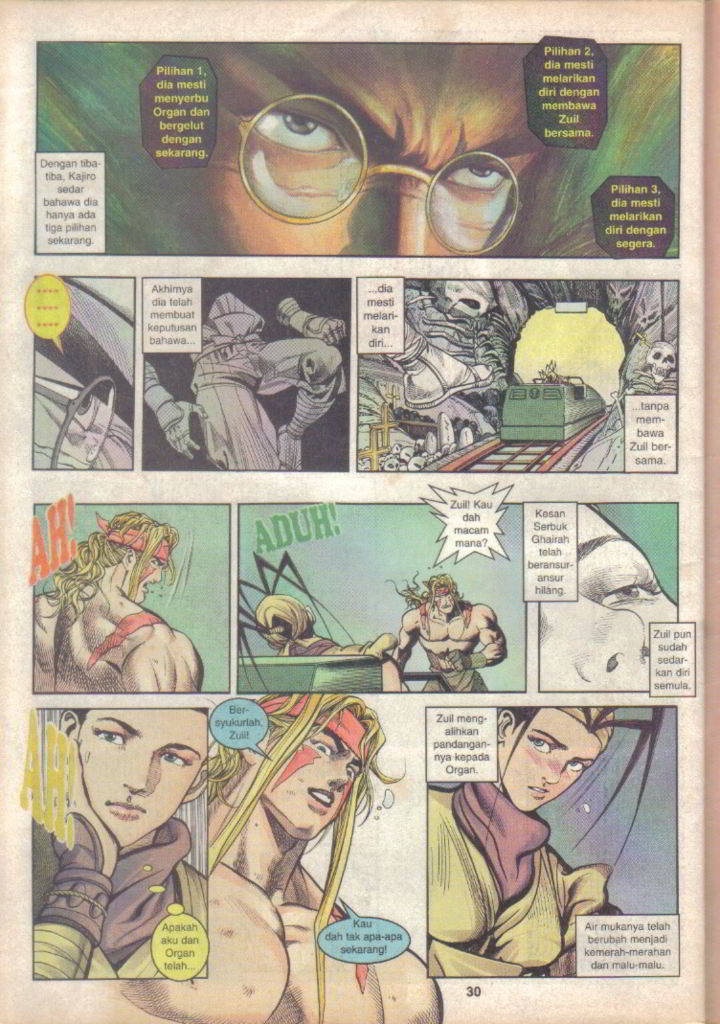 Pilihan 1,
dia mesti
menyerbu
Organ dan
bergelut
dengan
sekarang.
Pilihan 2,
dia mesti
melarikan
diri dengan
membawa
Zuil
bersama.
Dengan tiba-
tiba, Kajiro
sedar
bahawa dia
hanya ada
tiga pilihan
sekarang.
Pilihan 3,
dia mesti
melarikan
diri dengan
segera.
Akhirnya
dia telah
membuat
keputusan
bahawa...
...dia
mesti
melari-
kan
diri...
...tanpa
mem-
bawa
Zuil ber-
sama.
AH!
ADUH!
Zuil! Kau
dah
macam
mana?
Kesan
Serbuk
Ghairah
telah
beransur-
ansur
hilang.
Zuil pun
sudah
sedar-
kan diri
semula.
AH!
Apakah
aku dan
Organ
telah...
Ber-
syukurlah,
Zuil!
Kau
dah tak apa-apa
sekarang!
Zuil meng-
alihkan
pandangan-
nya kepada
Organ.
Air mukanya telah
berubah menjadi
kemerah-merahan
dan malu-malu.
30